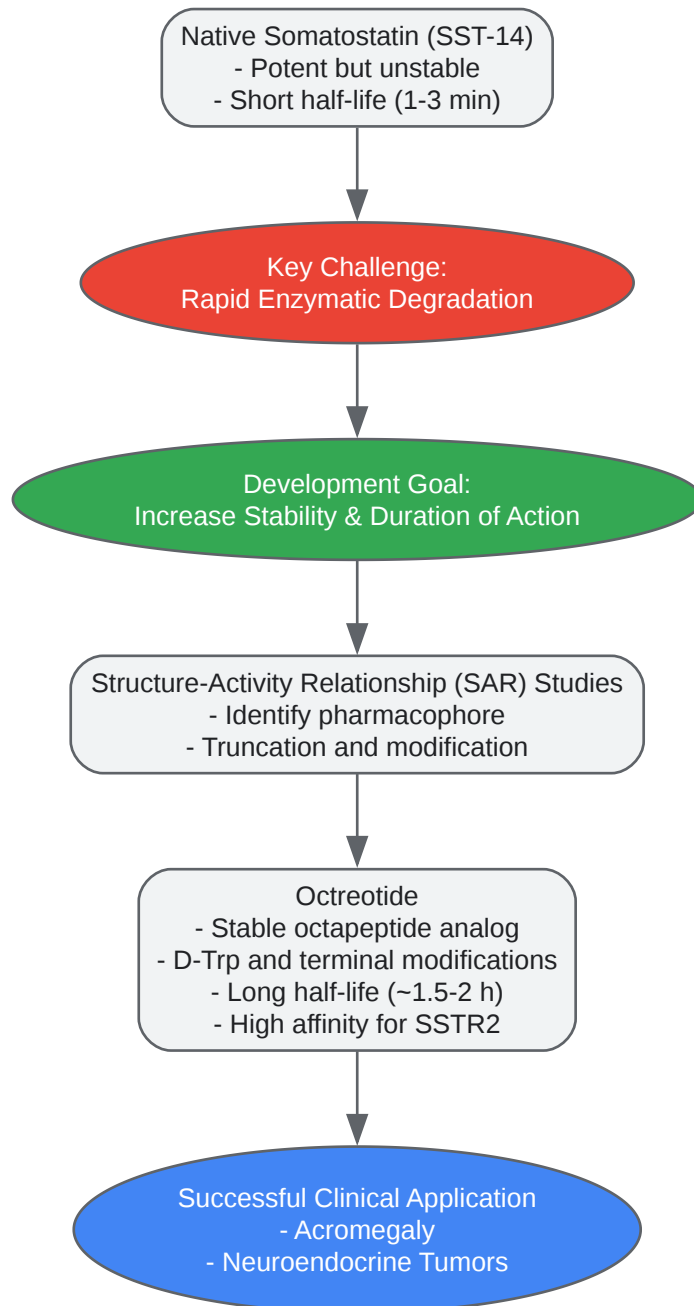 Native Somatostatin (SST-14)
- Potent but unstable
- Short half-life (1-3 min)
Key Challenge:
Rapid Enzymatic Degradation
Development Goal:
Increase Stability & Duration of Action
Structure-Activity Relationship (SAR) Studies
- Identify pharmacophore
- Truncation and modification
Octreotide
- Stable octapeptide analog
- D-Trp and terminal modifications
- Long half-life (~1.5-2 h)
- High affinity for SSTR2
Successful Clinical Application
- Acromegaly
- Neuroendocrine Tumors